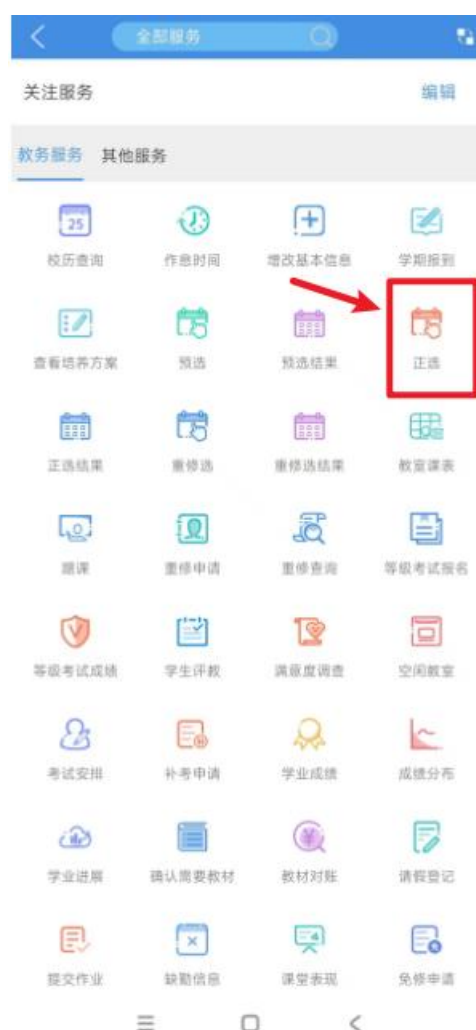 全部服务
关注服务 编辑
教务服务 其他服务
25
校历查询 作息时间 增改基本信息 学期报到
查看培养方案 预选 预选结果 正选
正选结果 重修选 重修选结果 教室课表
蹭课 重修申请 重修查询 等级考试报名
等级考试成绩 学生评教 满意度调查 空闲教室
补
考试安排 补考申请 学业成绩 成绩分布
¥
学业进展 确认需要教材 教材对账 请假登记
提交作业 缺勤信息 课堂表现 免修申请